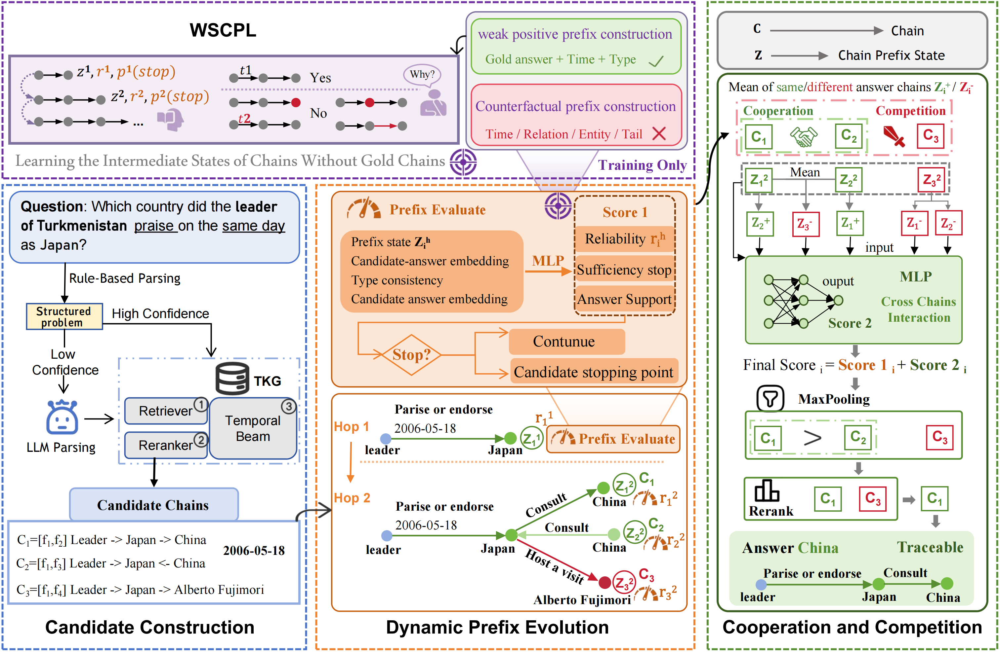 WSCPL
z¹, r¹, p¹(stop)
z², r², p²(stop)
...
t1
Yes
t2
No
Why?
Learning the Intermediate States of Chains Without Gold Chains
weak positive prefix construction
Gold answer + Time + Type
Counterfactual prefix construction
Time / Relation / Entity / Tail
Training Only
Question: Which country did the leader
of Turkmenistan praise on the same day
as Japan?
Rule-Based Parsing
Structured
problem
High Confidence
Low
Confidence
LLM Parsing
TKG
Retriever
1
Reranker
2
Temporal
Beam
3
Candidate Chains
C₁=[f₁,f₂] Leader -> Japan -> China
C₂=[f₁,f₃] Leader -> Japan <- China
C₃=[f₁,f₄] Leader -> Japan -> Alberto Fujimori
2006-05-18
Candidate Construction
Prefix Evaluate
Prefix state Zᵢʰ
Candidate-answer embedding
Type consistency
Candidate answer embedding
MLP
Score 1
Reliability rᵢʰ
Sufficiency stop
Answer Support
Stop?
Contunue
Candidate stopping point
Hop 1
Parise or endorse
2006-05-18
leader
Japan
Z₁¹
r₁¹
Prefix Evaluate
Hop 2
Parise or endorse
2006-05-18
leader
Japan
Consult
China
Z₁²
C₁
r₁²
Consult
China
Z₂²
C₂
r₂²
Host a visit
Alberto Fujimori
Z₃²
C₃
r₃²
Dynamic Prefix Evolution
C
Chain
Z
Chain Prefix State
Mean of same/different answer chains Zᵢ⁺/ Zᵢ⁻
Cooperation
Competition
C₁
C₂
C₃
Z₁²
Mean
Z₂²
Z₃²
Z₂⁺
Z₃⁻
Z₁⁺
Z₁⁻
Z₂⁻
input
ouput
MLP
Cross Chains
Interaction
Score 2
Final Score ᵢ = Score 1 ᵢ + Score 2 ᵢ
MaxPooling
C₁
>
C₂
C₃
Rerank
C₁
C₃
C₁
Answer China
Traceable
Parise or endorse
Consult
leader
Japan
China
Cooperation and Competition